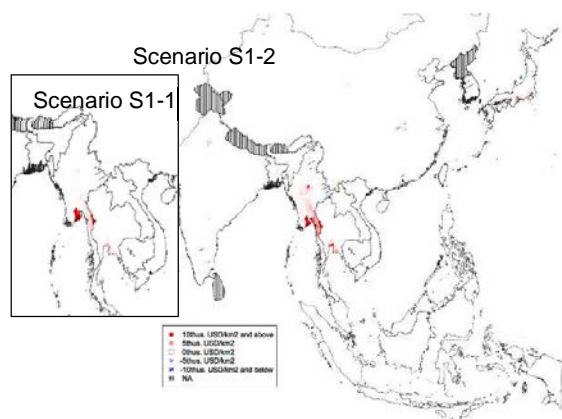 Scenario S1-2
Scenario S1-1
10thus. USD/km2 and above
5thus. USD/km2
0thus. USD/km2
-5thus. USD/km2
-10thus. USD/km2 and below
NA